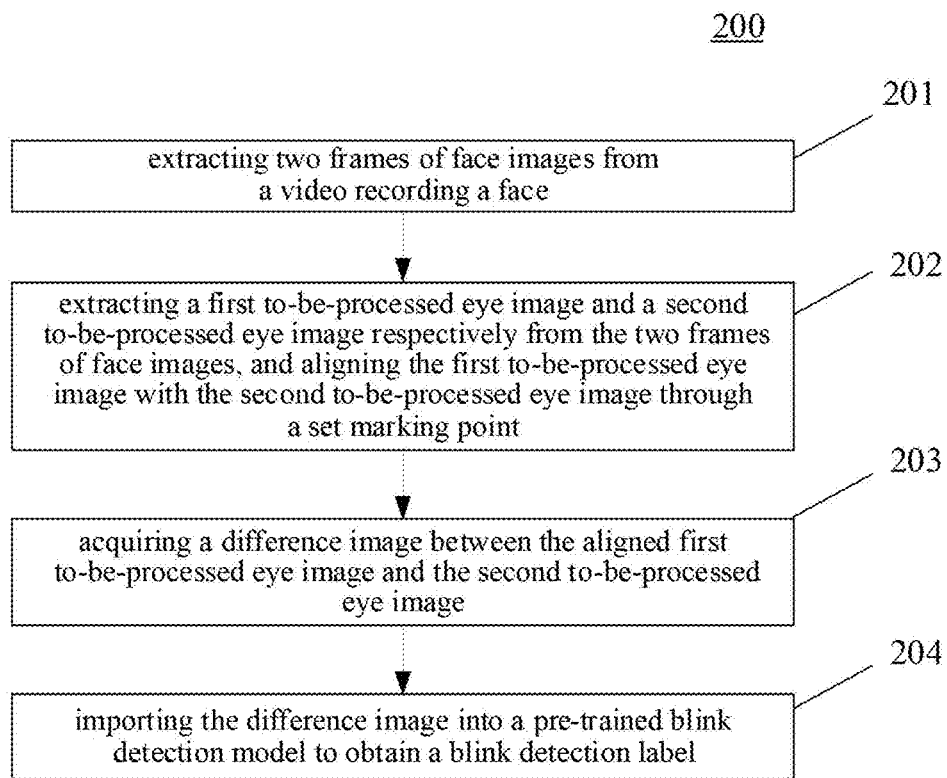 200
201
extracting two frames of face images from
a video recording a face
202
extracting a first to-be-processed eye image and a second
to-be-processed eye image respectively from the two frames
of face images, and aligning the first to-be-processed eye
image with the second to-be-processed eye image through
a set marking point
203
acquiring a difference image between the aligned first
to-be-processed eye image and the second to-be-processed
eye image
204
importing the difference image into a pre-trained blink
detection model to obtain a blink detection label